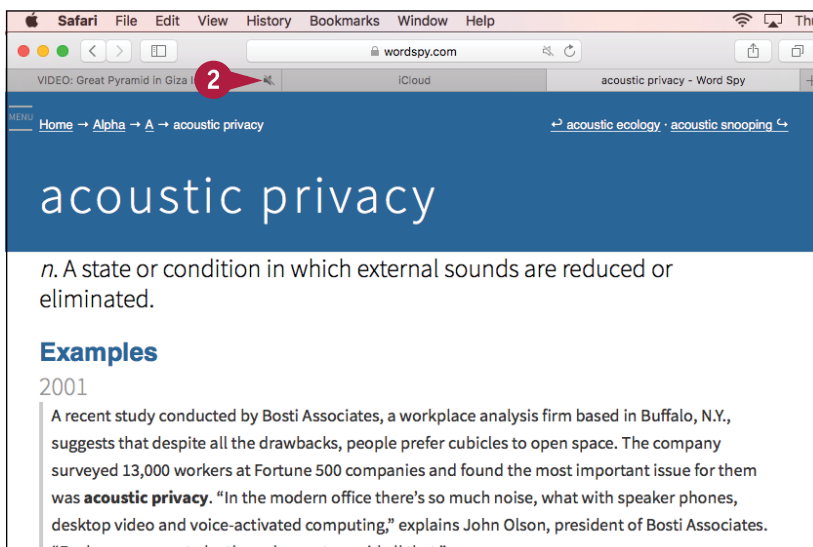 Safari File Edit View History Bookmarks Window Help
wordspy.com
VIDEO: Great Pyramid in Giza 2 iCloud acoustic privacy - Word Spy
MENU Home → Alpha → A → acoustic privacy ↩ acoustic ecology · acoustic snooping ↪
acoustic privacy
n. A state or condition in which external sounds are reduced or
eliminated.
Examples
2001
A recent study conducted by Bosti Associates, a workplace analysis firm based in Buffalo, N.Y.,
suggests that despite all the drawbacks, people prefer cubicles to open space. The company
surveyed 13,000 workers at Fortune 500 companies and found the most important issue for them
was acoustic privacy. “In the modern office there's so much noise, what with speaker phones,
desktop video and voice-activated computing,” explains John Olson, president of Bosti Associates.